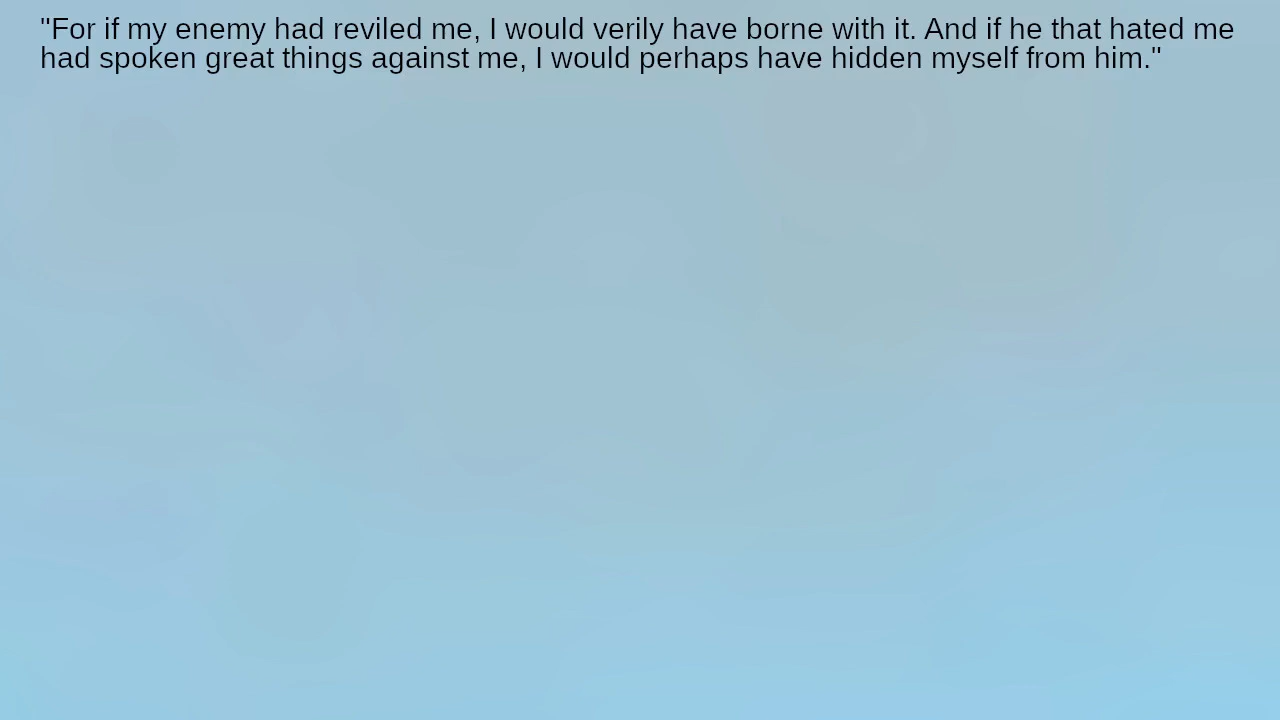 "For if my enemy had reviled me, I would verily have borne with it. And if he that hated me
had spoken great things against me, I would perhaps have hidden myself from him."